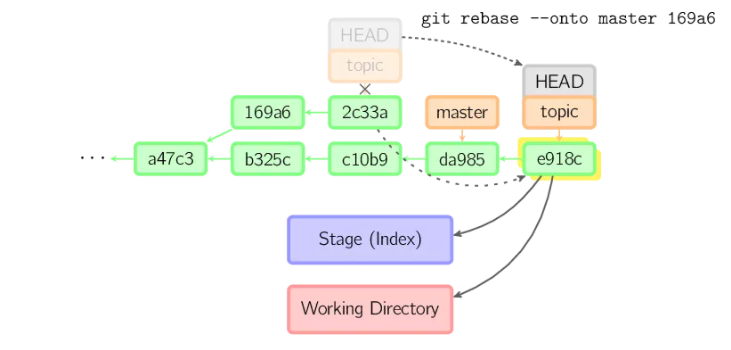 git rebase --onto master 169a6
HEAD
topic
HEAD
topic
169a6
2c33a
master
... a47c3
b325c
c10b9
da985
e918c
Stage (Index)
Working Directory